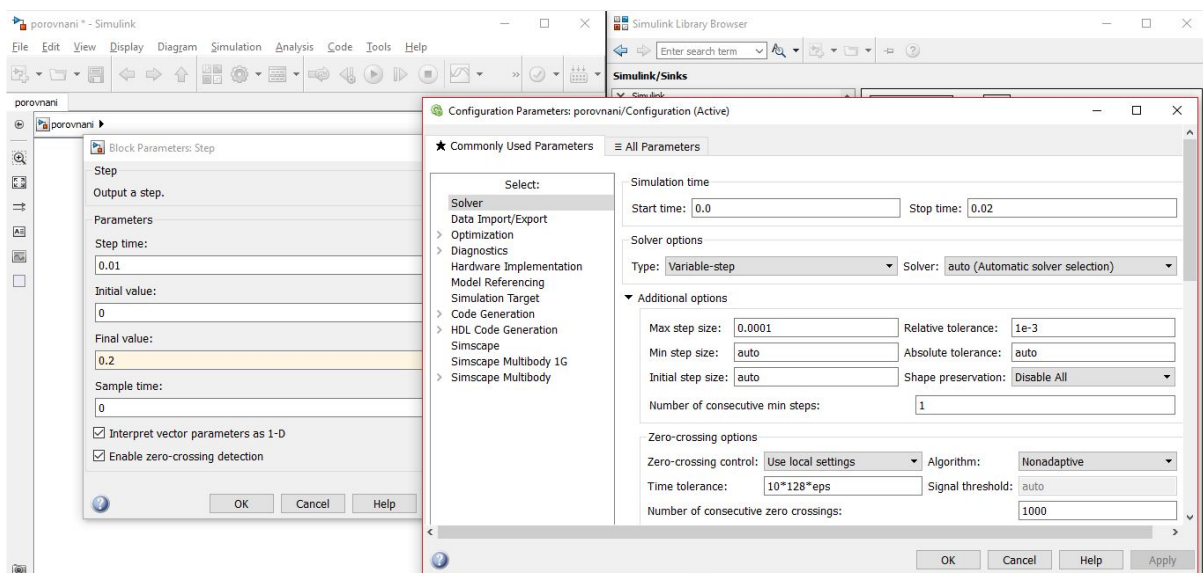 porovnani * - Simulink
File Edit View Display Diagram Simulation Analysis Code Tools Help
porovnani
porovnani
Block Parameters: Step
Step
Output a step.
Parameters
Step time:
0.01
Initial value:
0
Final value:
0.2
Sample time:
0
Interpret vector parameters as 1-D
Enable zero-crossing detection
OK Cancel Help
Simulink Library Browser
Enter search term
Simulink/Sinks
Simulink
Configuration Parameters: porovnani/Configuration (Active)
★ Commonly Used Parameters ≡ All Parameters
Select:
Solver
Data Import/Export
Optimization
Diagnostics
Hardware Implementation
Model Referencing
Simulation Target
Code Generation
HDL Code Generation
Simscape
Simscape Multibody 1G
Simscape Multibody
Simulation time
Start time: 0.0 Stop time: 0.02
Solver options
Type: Variable-step Solver: auto (Automatic solver selection)
Additional options
Max step size: 0.0001 Relative tolerance: 1e-3
Min step size: auto Absolute tolerance: auto
Initial step size: auto Shape preservation: Disable All
Number of consecutive min steps: 1
Zero-crossing options
Zero-crossing control: Use local settings Algorithm: Nonadaptive
Time tolerance: 10*128*eps Signal threshold: auto
Number of consecutive zero crossings: 1000
OK Cancel Help Apply